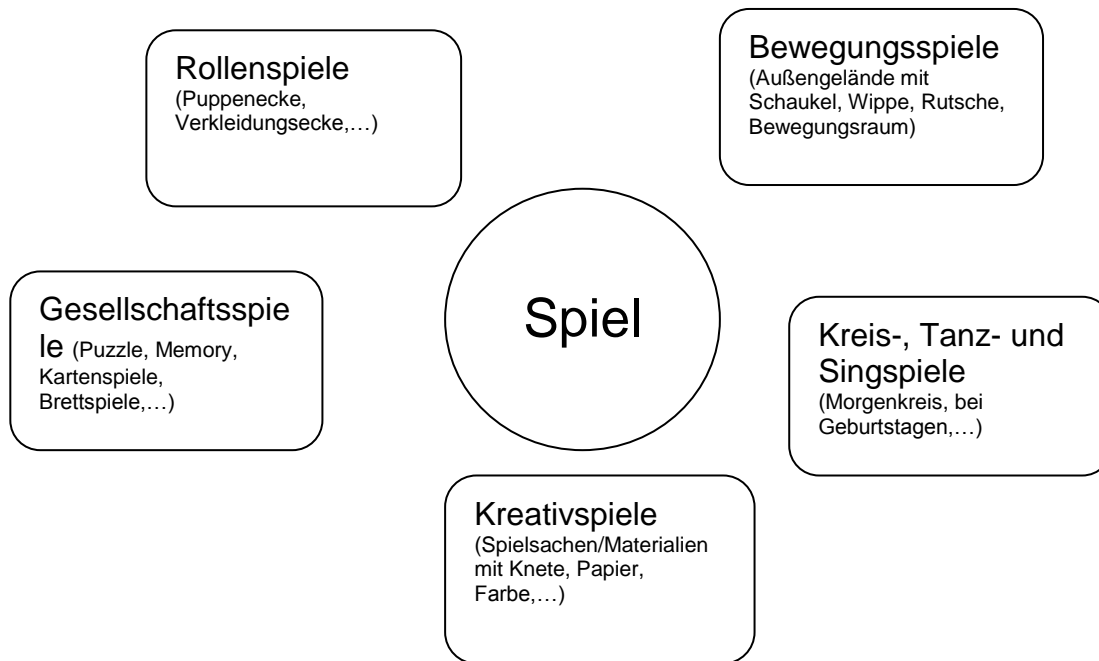 Rollenspiele
(Puppenecke,
Verkleidungsecke,…)
Bewegungsspiele
(Außengelände mit
Schaukel, Wippe, Rutsche,
Bewegungsraum)
Gesellschaftsspie
le (Puzzle, Memory,
Kartenspiele,
Brettspiele,…)
Spiel
Kreis-, Tanz- und
Singspiele
(Morgenkreis, bei
Geburtstagen,…)
Kreativspiele
(Spielsachen/Materialien
mit Knete, Papier,
Farbe,…)